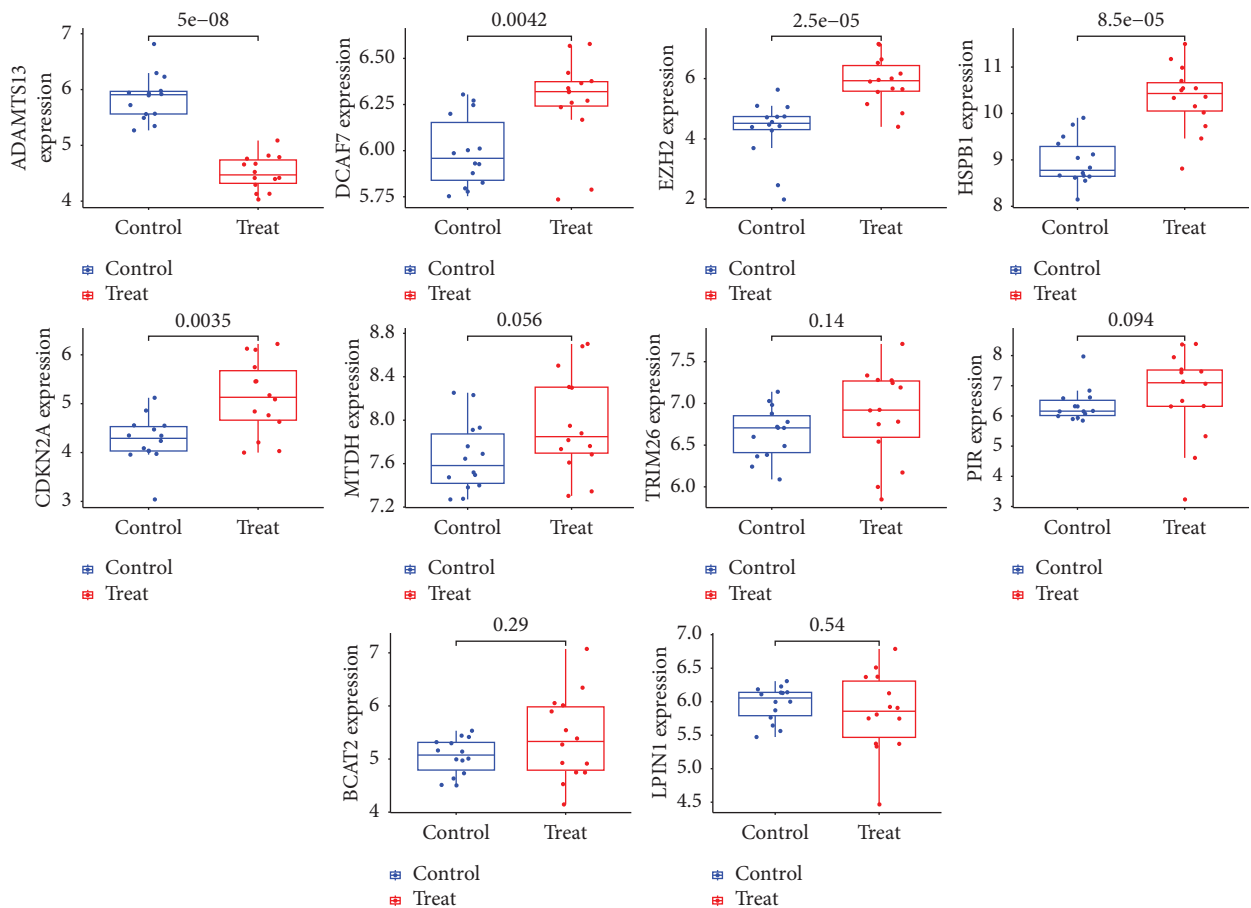 5e−08
ADAMTS13
expression
7
6
5
4
Control Treat
Control
Treat
0.0042
DCAF7 expression
6.50
6.25
6.00
5.75
Control Treat
Control
Treat
2.5e−05
EZH2 expression
6
4
2
Control Treat
Control
Treat
8.5e−05
HSPB1 expression
11
10
9
8
Control Treat
Control
Treat
0.0035
CDKN2A expression
6
5
4
3
Control Treat
Control
Treat
0.056
MTDH expression
8.8
8.4
8.0
7.6
7.2
Control Treat
Control
Treat
0.14
TRIM26 expression
7.5
7.0
6.5
6.0
Control Treat
Control
Treat
0.094
PIR expression
8
7
6
5
4
3
Control Treat
Control
Treat
0.29
BCAT2 expression
7
6
5
4
Control Treat
Control
Treat
0.54
LPIN1 expression
7.0
6.5
6.0
5.5
5.0
4.5
Control Treat
Control
Treat